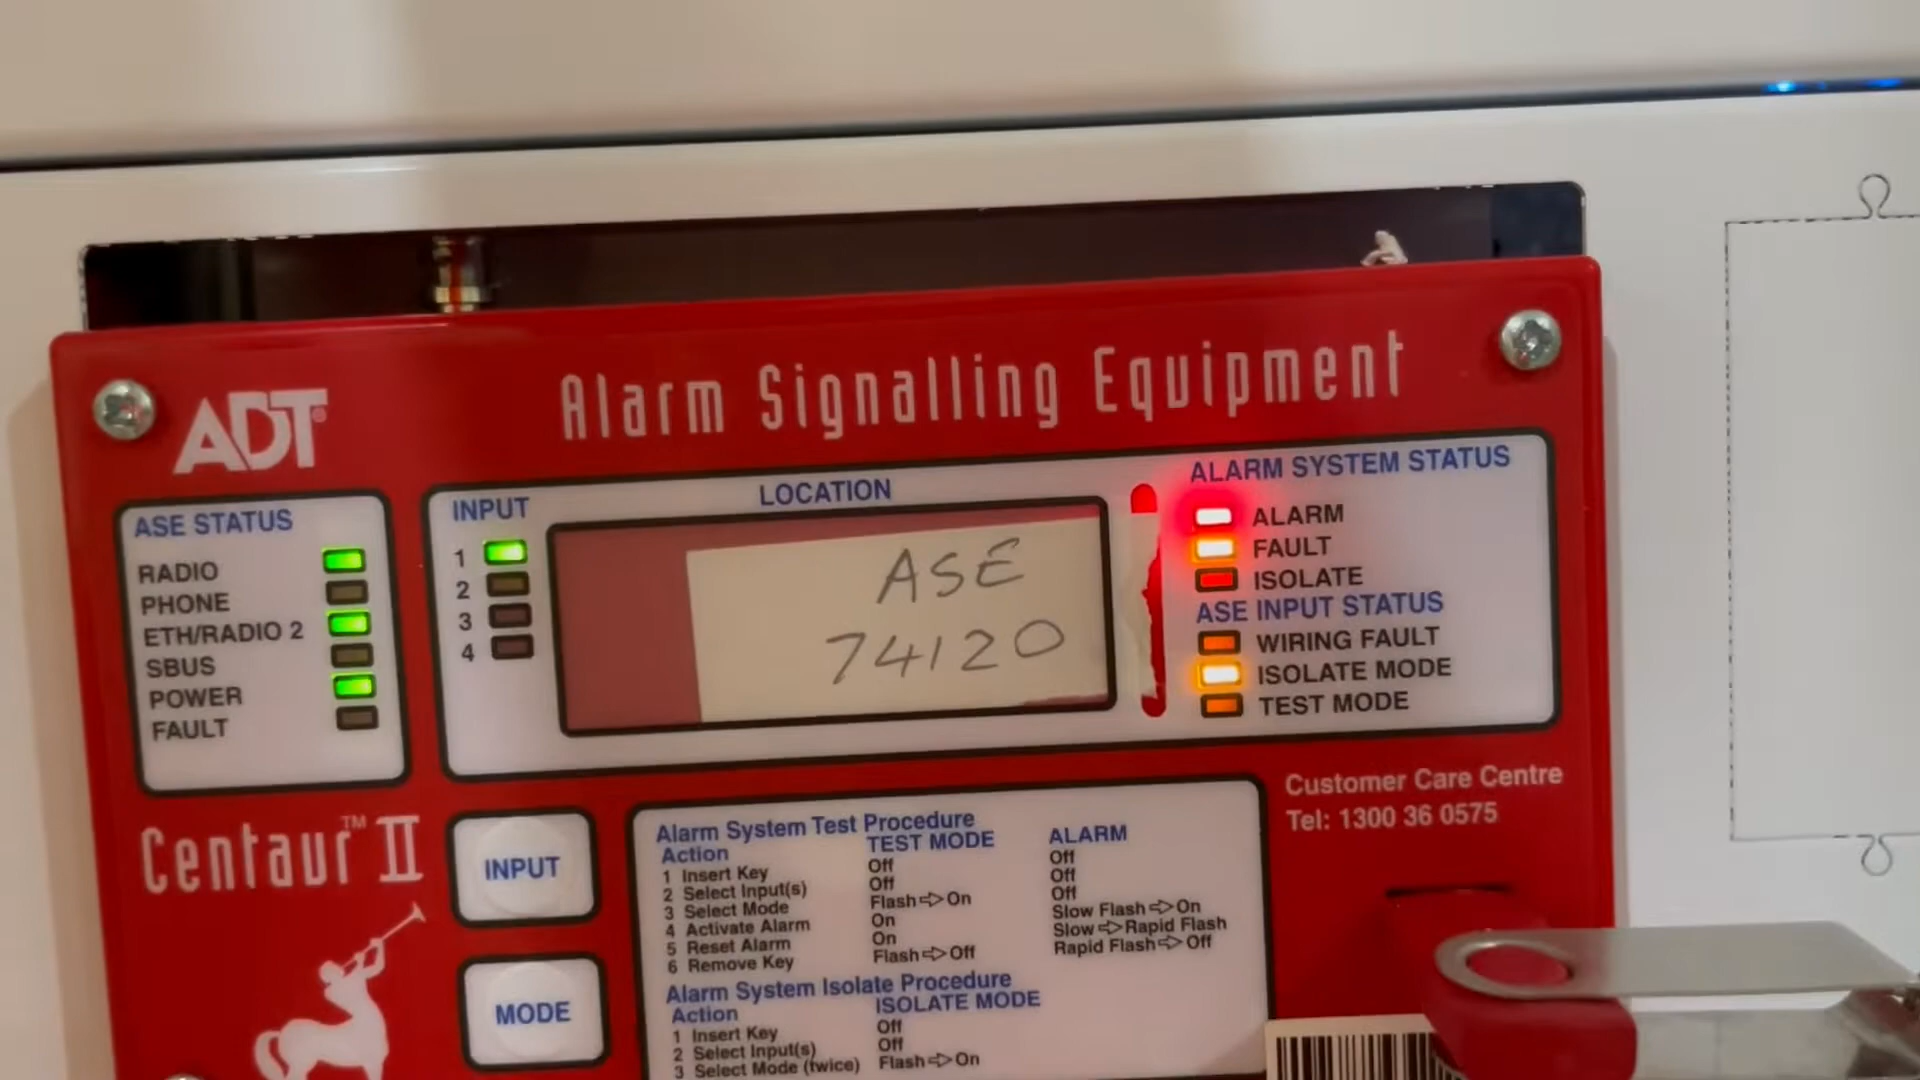 ADT®
Alarm Signalling Equipment
ASE STATUS
RADIO
PHONE
ETH/RADIO 2
SBUS
POWER
FAULT
INPUT
1
2
3
4
LOCATION
ASE
74120
ALARM SYSTEM STATUS
ALARM
FAULT
ISOLATE
ASE INPUT STATUS
WIRING FAULT
ISOLATE MODE
TEST MODE
Centaur™ II
INPUT
MODE
Alarm System Test Procedure
Action TEST MODE ALARM
1 Insert Key Off Off
2 Select Input(s) Off Off
3 Select Mode Flash⇨On Off
4 Activate Alarm On Slow Flash⇨On
5 Reset Alarm On Slow⇨Rapid Flash
6 Remove Key Flash⇨Off Rapid Flash⇨Off
Alarm System Isolate Procedure
Action ISOLATE MODE
1 Insert Key Off
2 Select Input(s) Off
3 Select Mode (twice) Flash⇨On
Customer Care Centre
Tel: 1300 36 0575